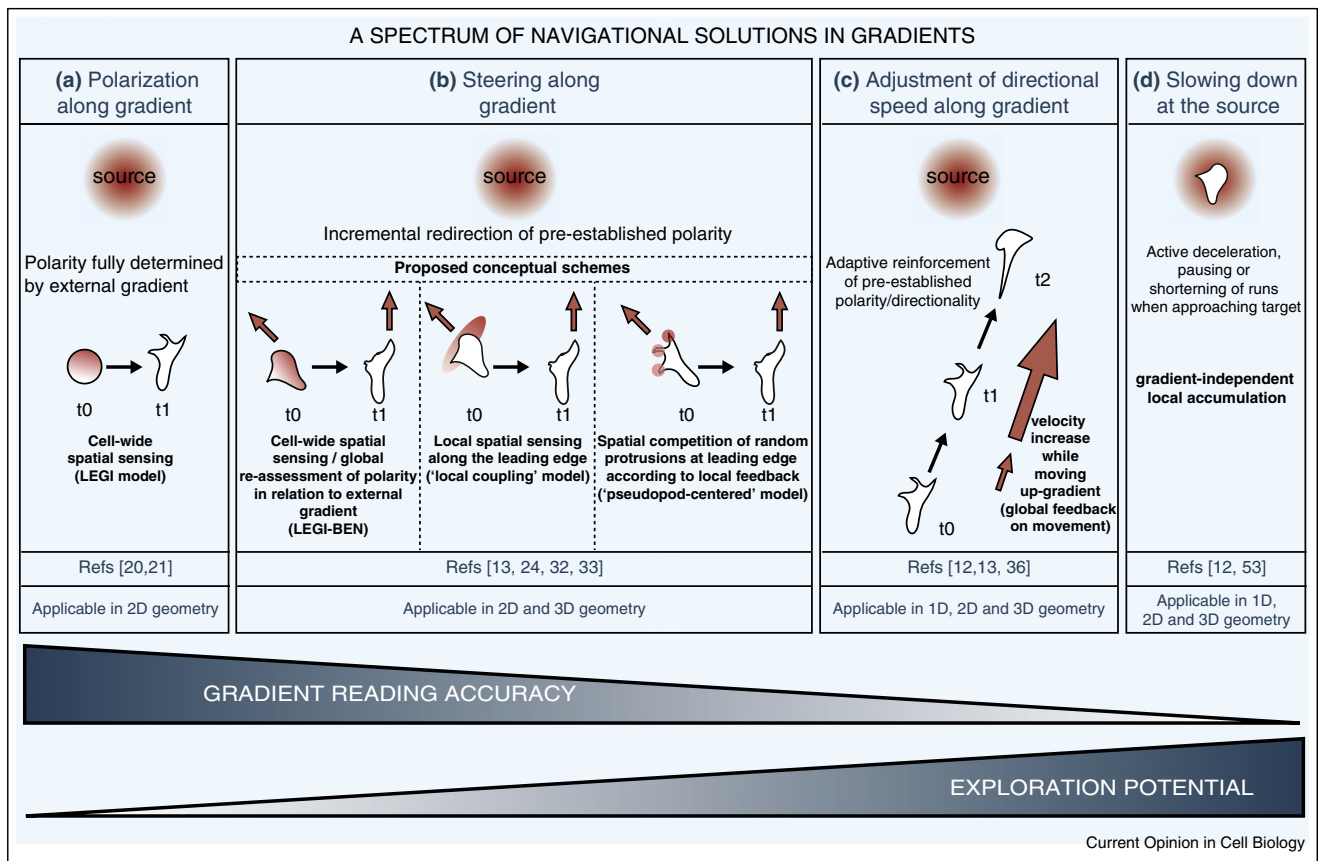 A SPECTRUM OF NAVIGATIONAL SOLUTIONS IN GRADIENTS
(a) Polarization
along gradient
source
Polarity fully determined
by external gradient
t0
t1
Cell-wide
spatial sensing
(LEGI model)
Refs [20,21]
Applicable in 2D geometry
(b) Steering along
gradient
source
Incremental redirection of pre-established polarity
Proposed conceptual schemes
t0
t1
Cell-wide spatial
sensing / global
re-assessment of polarity
in relation to external
gradient
(LEGI-BEN)
t0
t1
Local spatial sensing
along the leading edge
(‘local coupling’ model)
t0
t1
Spatial competition of random
protrusions at leading edge
according to local feedback
(‘pseudopod-centered’ model)
Refs [13, 24, 32, 33]
Applicable in 2D and 3D geometry
(c) Adjustment of directional
speed along gradient
source
Adaptive reinforcement
of pre-established
polarity/directionality
t2
t1
t0
velocity
increase
while
moving
up-gradient
(global feedback
on movement)
Refs [12,13, 36]
Applicable in 1D, 2D and 3D geometry
(d) Slowing down
at the source
Active deceleration,
pausing or
shortening of runs
when approaching target
gradient-independent
local accumulation
Refs [12, 53]
Applicable in 1D,
2D and 3D geometry
GRADIENT READING ACCURACY
EXPLORATION POTENTIAL
Current Opinion in Cell Biology